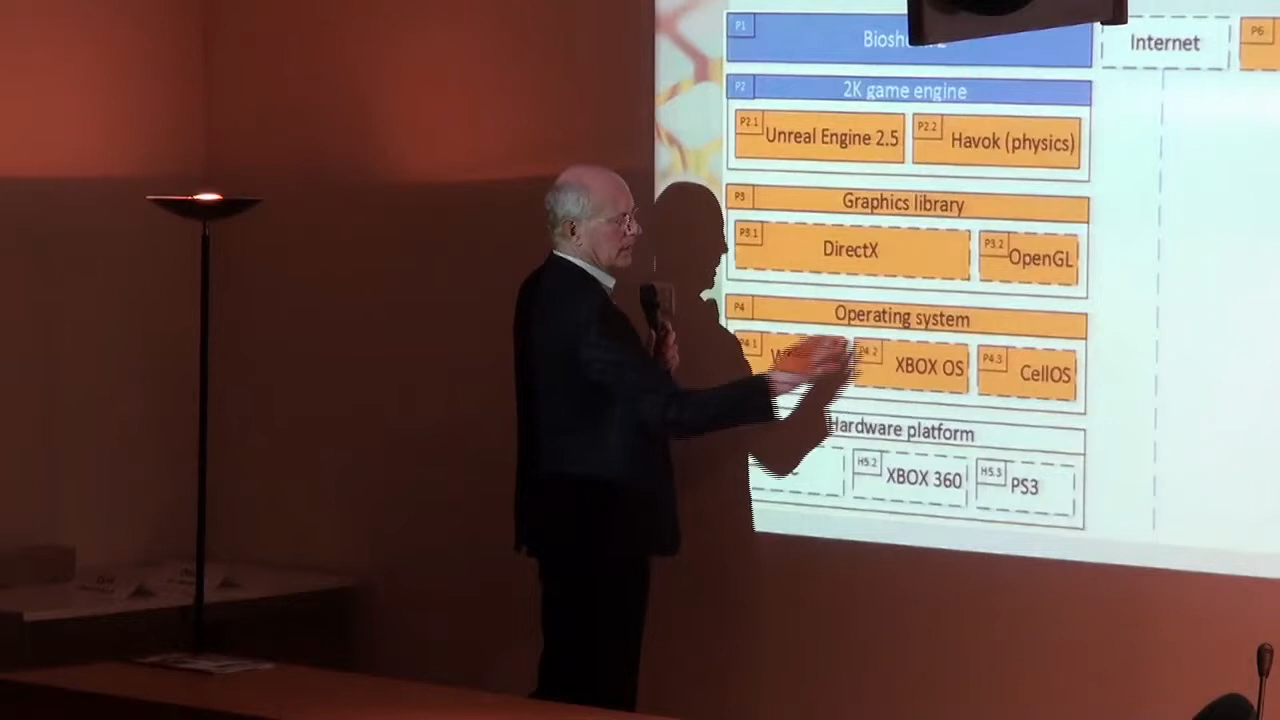 P1
Internet
P6
P2
2K game engine
P2.1
Unreal Engine 2.5
P2.2
Havok (physics)
P3
Graphics library
P3.1
DirectX
P3.2
OpenGL
P4
Operating system
P4.1
P4.2
XBOX OS
P4.3
CellOS
Hardware platform
H5.2
XBOX 360
H5.3
PS3